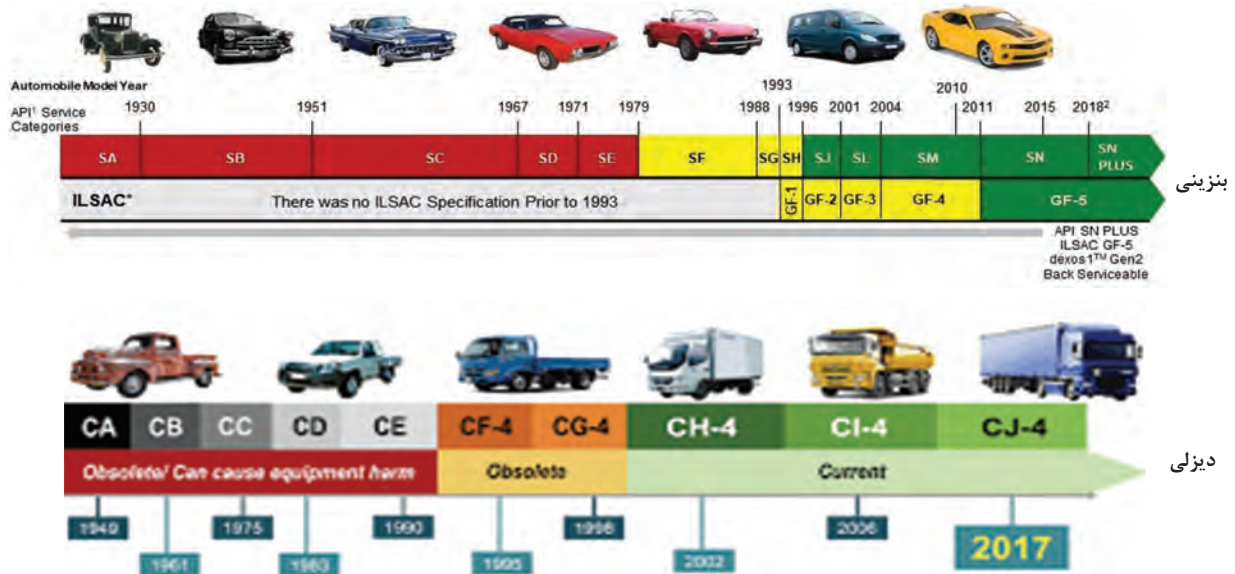 1993
Automobile Model Year
2010
API¹ Service
Categories
1930 1951 1967 1971 1979 1988 1996 2001 2004 2011 2015 2018²
SA SB SC SD SE SF SG SH SJ SL SM SN SN PLUS
بنزینی
ILSAC* There was no ILSAC Specification Prior to 1993 GF-1 GF-2 GF-3 GF-4 GF-5
API SN PLUS
ILSAC GF-5
dexos1™ Gen2
Back Serviceable
CA CB CC CD CE CF-4 CG-4 CH-4 CI-4 CJ-4
دیزلی
Obsolete/ Can cause equipment harm Obsolete Current
1949 1975 1990 1998 2006 2017
1961 1983 1995 2002